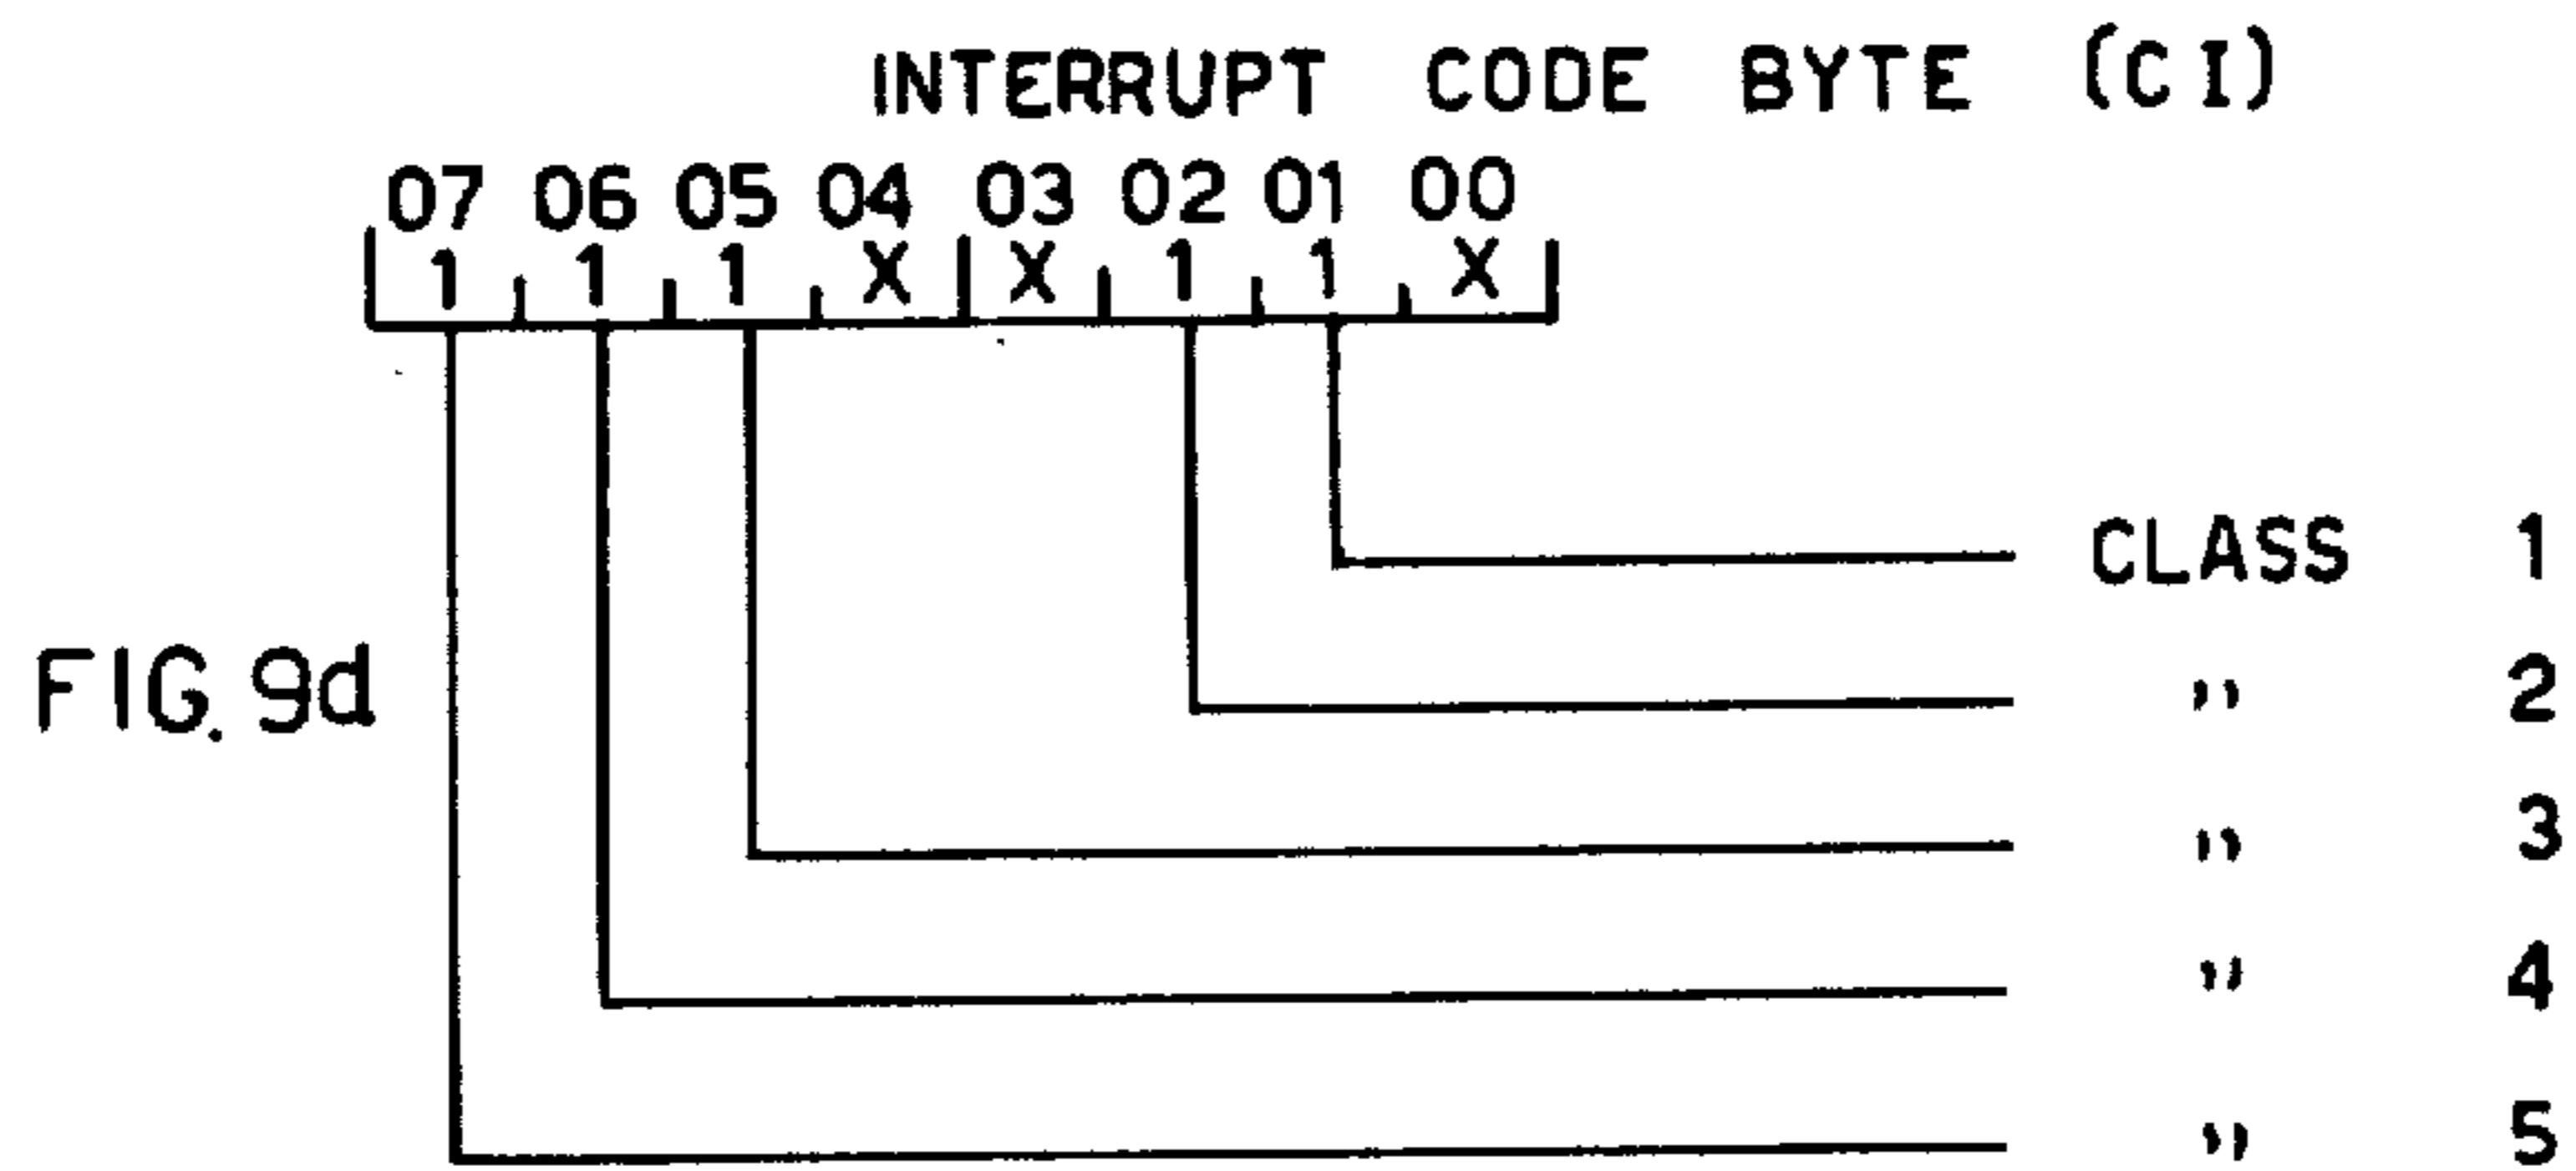 INTERRUPT CODE BYTE (CI)
07 06 05 04 03 02 01 00
1 1 1 X X 1 1 X
CLASS 1
" 2
FIG. 9d
" 3
" 4
" 5